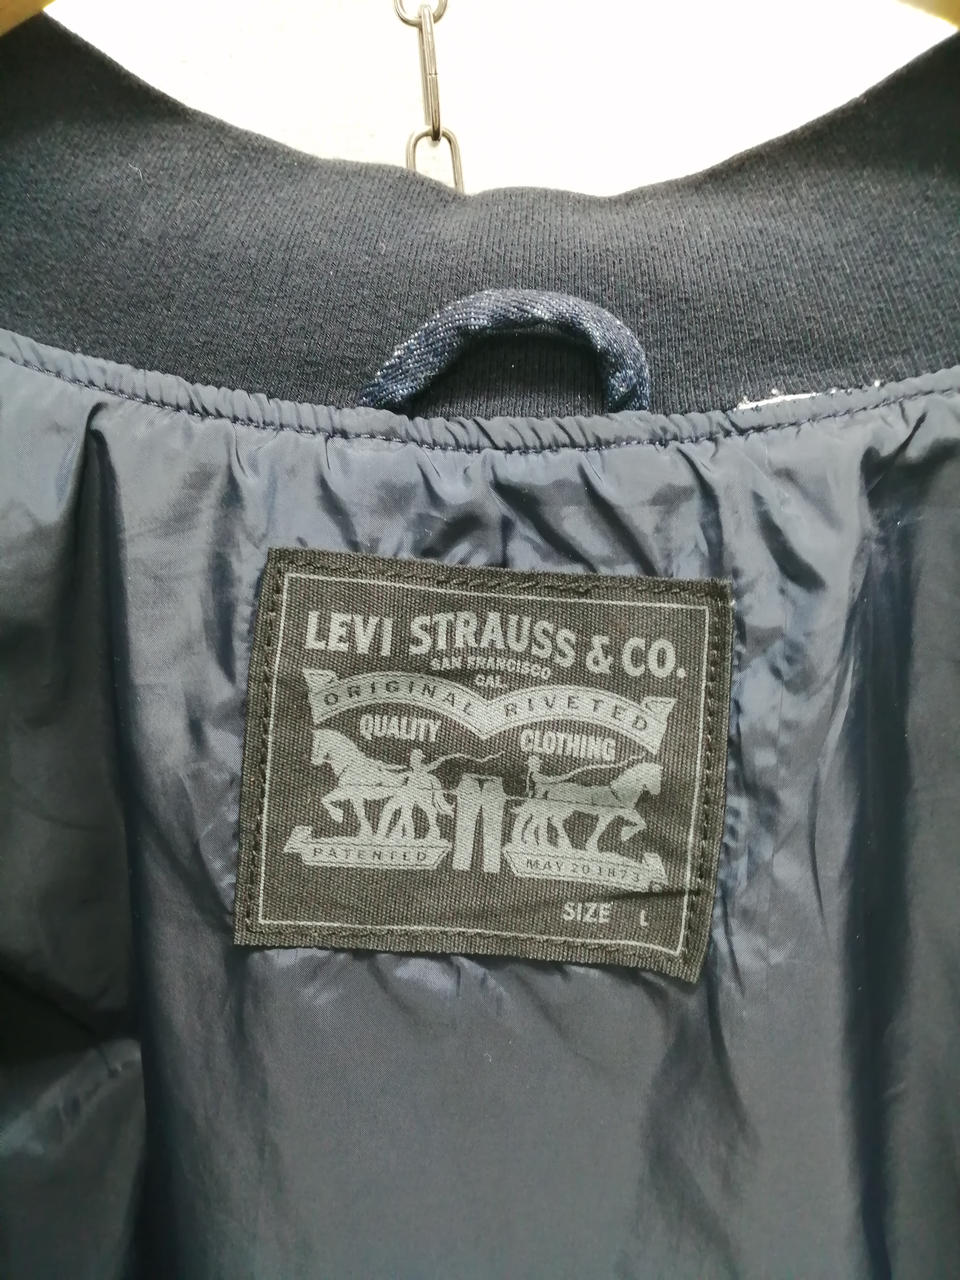 LEVI STRAUSS & CO.
SAN FRANCISCO
CAL.
ORIGINAL RIVETED
QUALITY CLOTHING
PATENTED MAY 20 1873
SIZE L